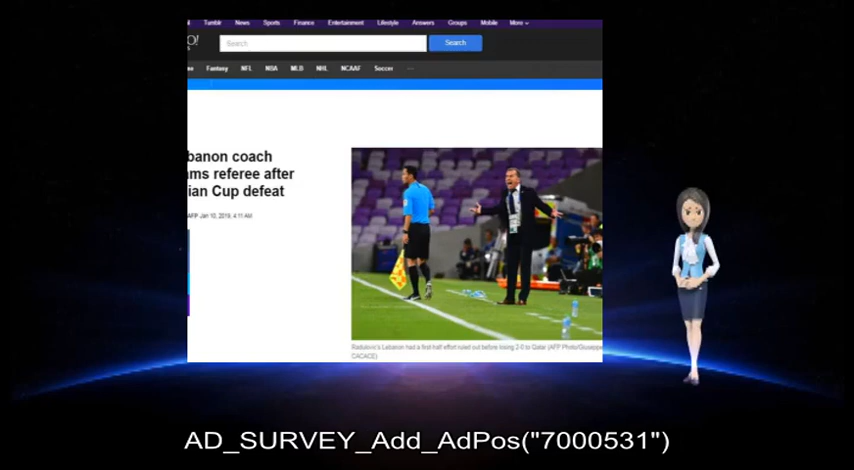 Tumblr News Sports Finance Entertainment Lifestyle Answers Groups Mobile More
Search Search
Fantasy NFL NBA MLB NHL NCAAF Soccer
banon coach
ms referee after
ian Cup defeat
AFP Jan 10, 2019, 4:11 AM
Radulovic's Lebanon had a first half effort ruled out before losing 2-0 to Qatar (AFP Photo/Giuseppe
CACACE)
AD_SURVEY_Add_AdPos("7000531")